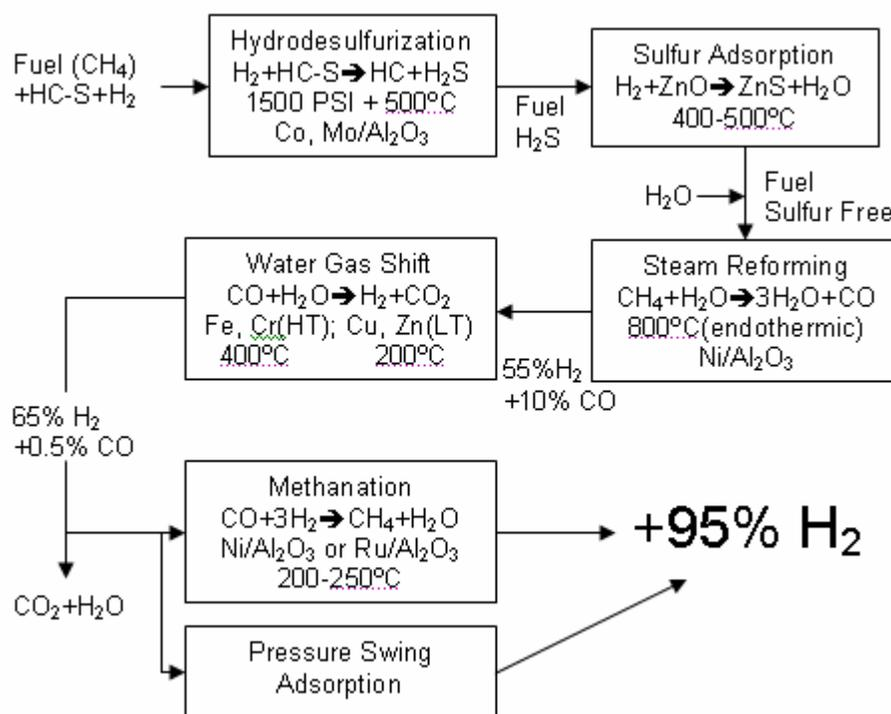 Fuel (CH₄)
+HC-S+H₂
Hydrodesulfurization
H₂+HC-S➔HC+H₂S
1500 PSI + 500ºC
Co, Mo/Al₂O₃
Fuel
H₂S
Sulfur Adsorption
H₂+ZnO➔ZnS+H₂O
400-500ºC
H₂O
Fuel
Sulfur Free
Steam Reforming
CH₄+H₂O➔3H₂O+CO
800ºC(endothermic)
Ni/Al₂O₃
55%H₂
+10% CO
Water Gas Shift
CO+H₂O➔H₂+CO₂
Fe, Cr(HT); Cu, Zn(LT)
400ºC 200ºC
65% H₂
+0.5% CO
CO₂+H₂O
Methanation
CO+3H₂➔CH₄+H₂O
Ni/Al₂O₃ or Ru/Al₂O₃
200-250ºC
Pressure Swing
Adsorption
+95% H₂